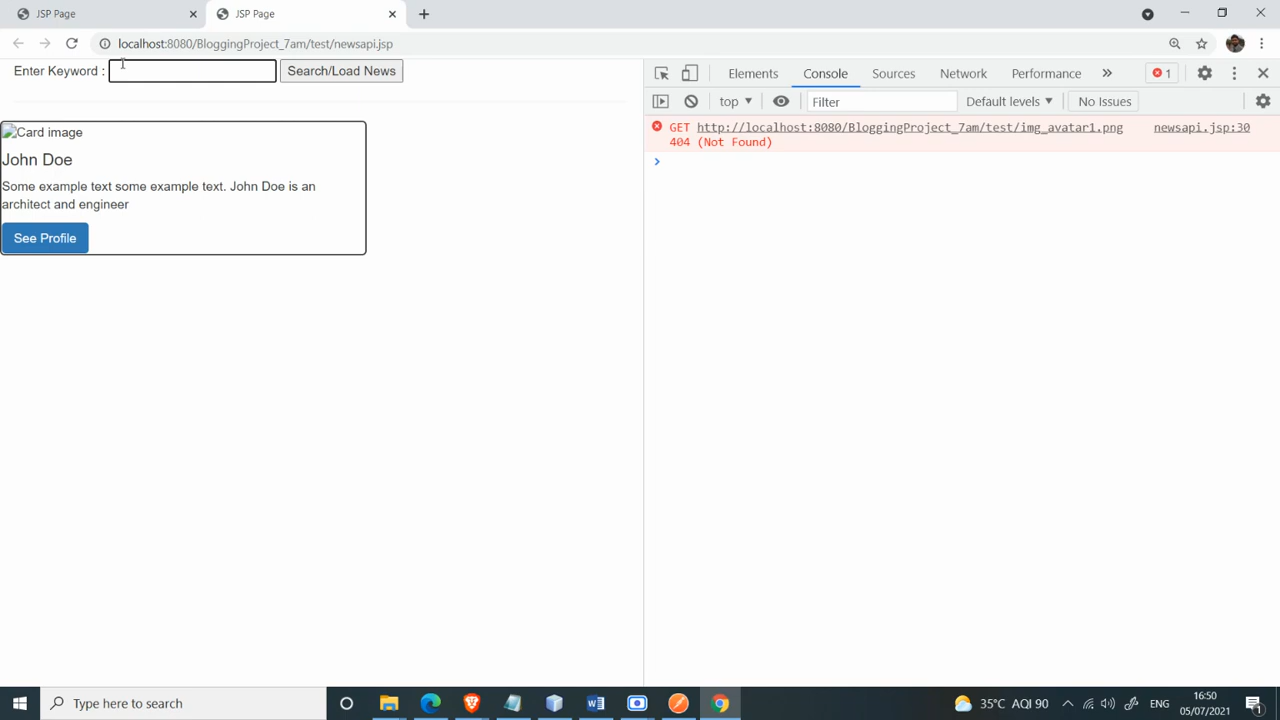 JSP Page
JSP Page
localhost:8080/BloggingProject_7am/test/newsapi.jsp
Enter Keyword :
Search/Load News
Card image
John Doe
Some example text some example text. John Doe is an
architect and engineer
See Profile
Elements Console Sources Network Performance » 1
top Filter Default levels No Issues
GET http://localhost:8080/BloggingProject_7am/test/img_avatar1.png newsapi.jsp:30
404 (Not Found)
Type here to search
35°C AQI 90
ENG
16:50
05/07/2021
1